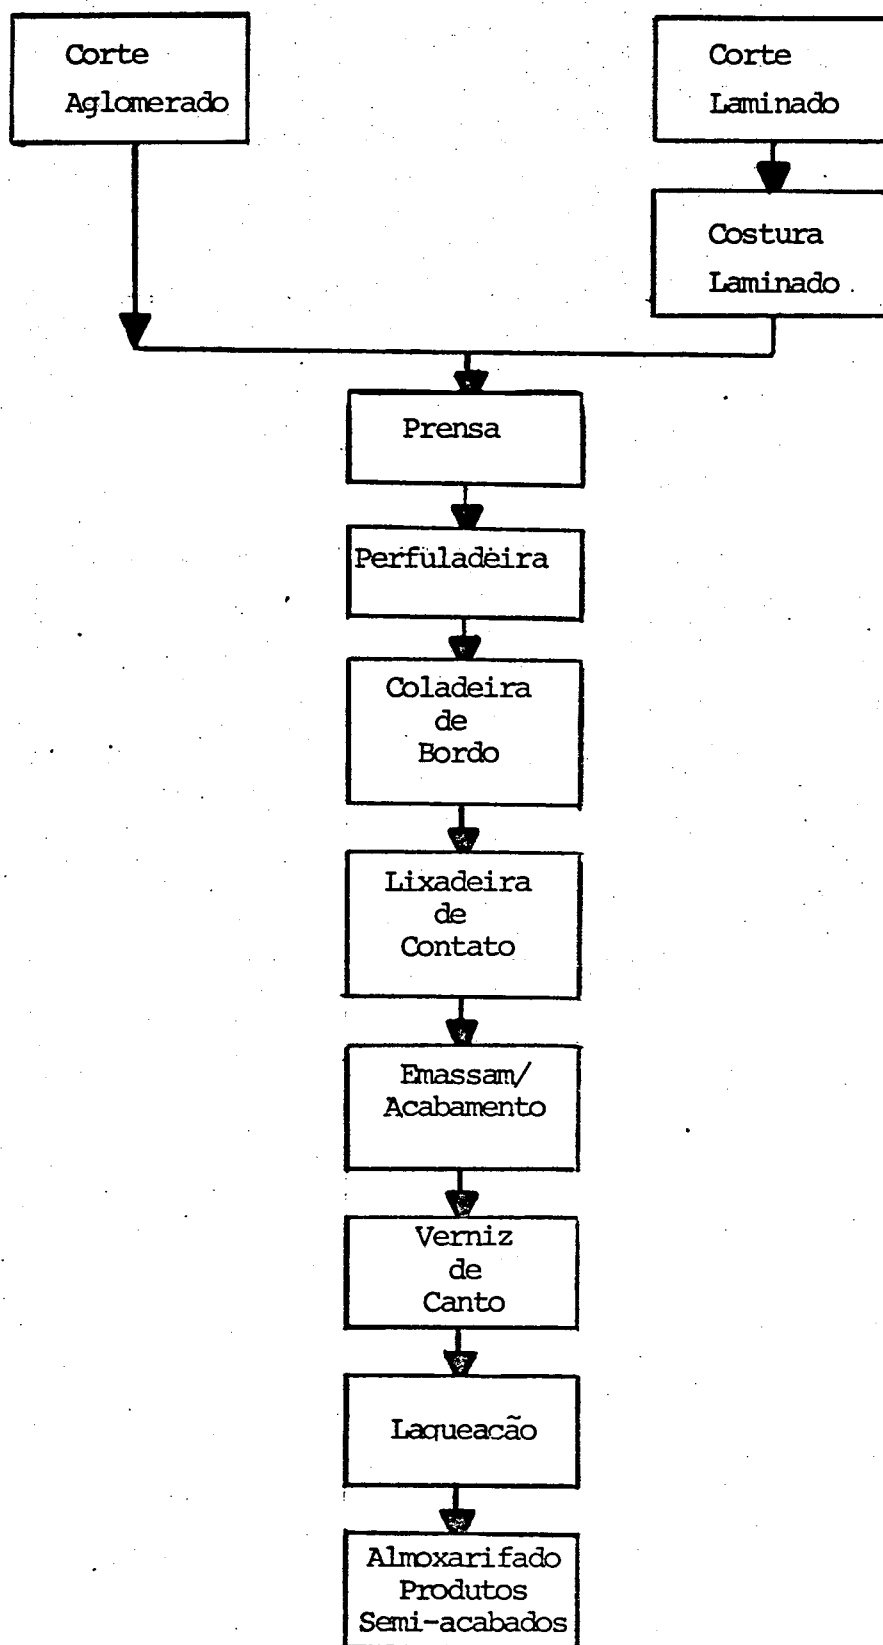 Corte
Aglomerado
Corte
Laminado
Costura
Laminado
Prensa
Perfuladeira
Coladeira
de
Bordo
Lixadeira
de
Contato
Emassam/
Acabamento
Verniz
de
Canto
Laqueacão
Almoxarifado
Produtos
Semi-acabados